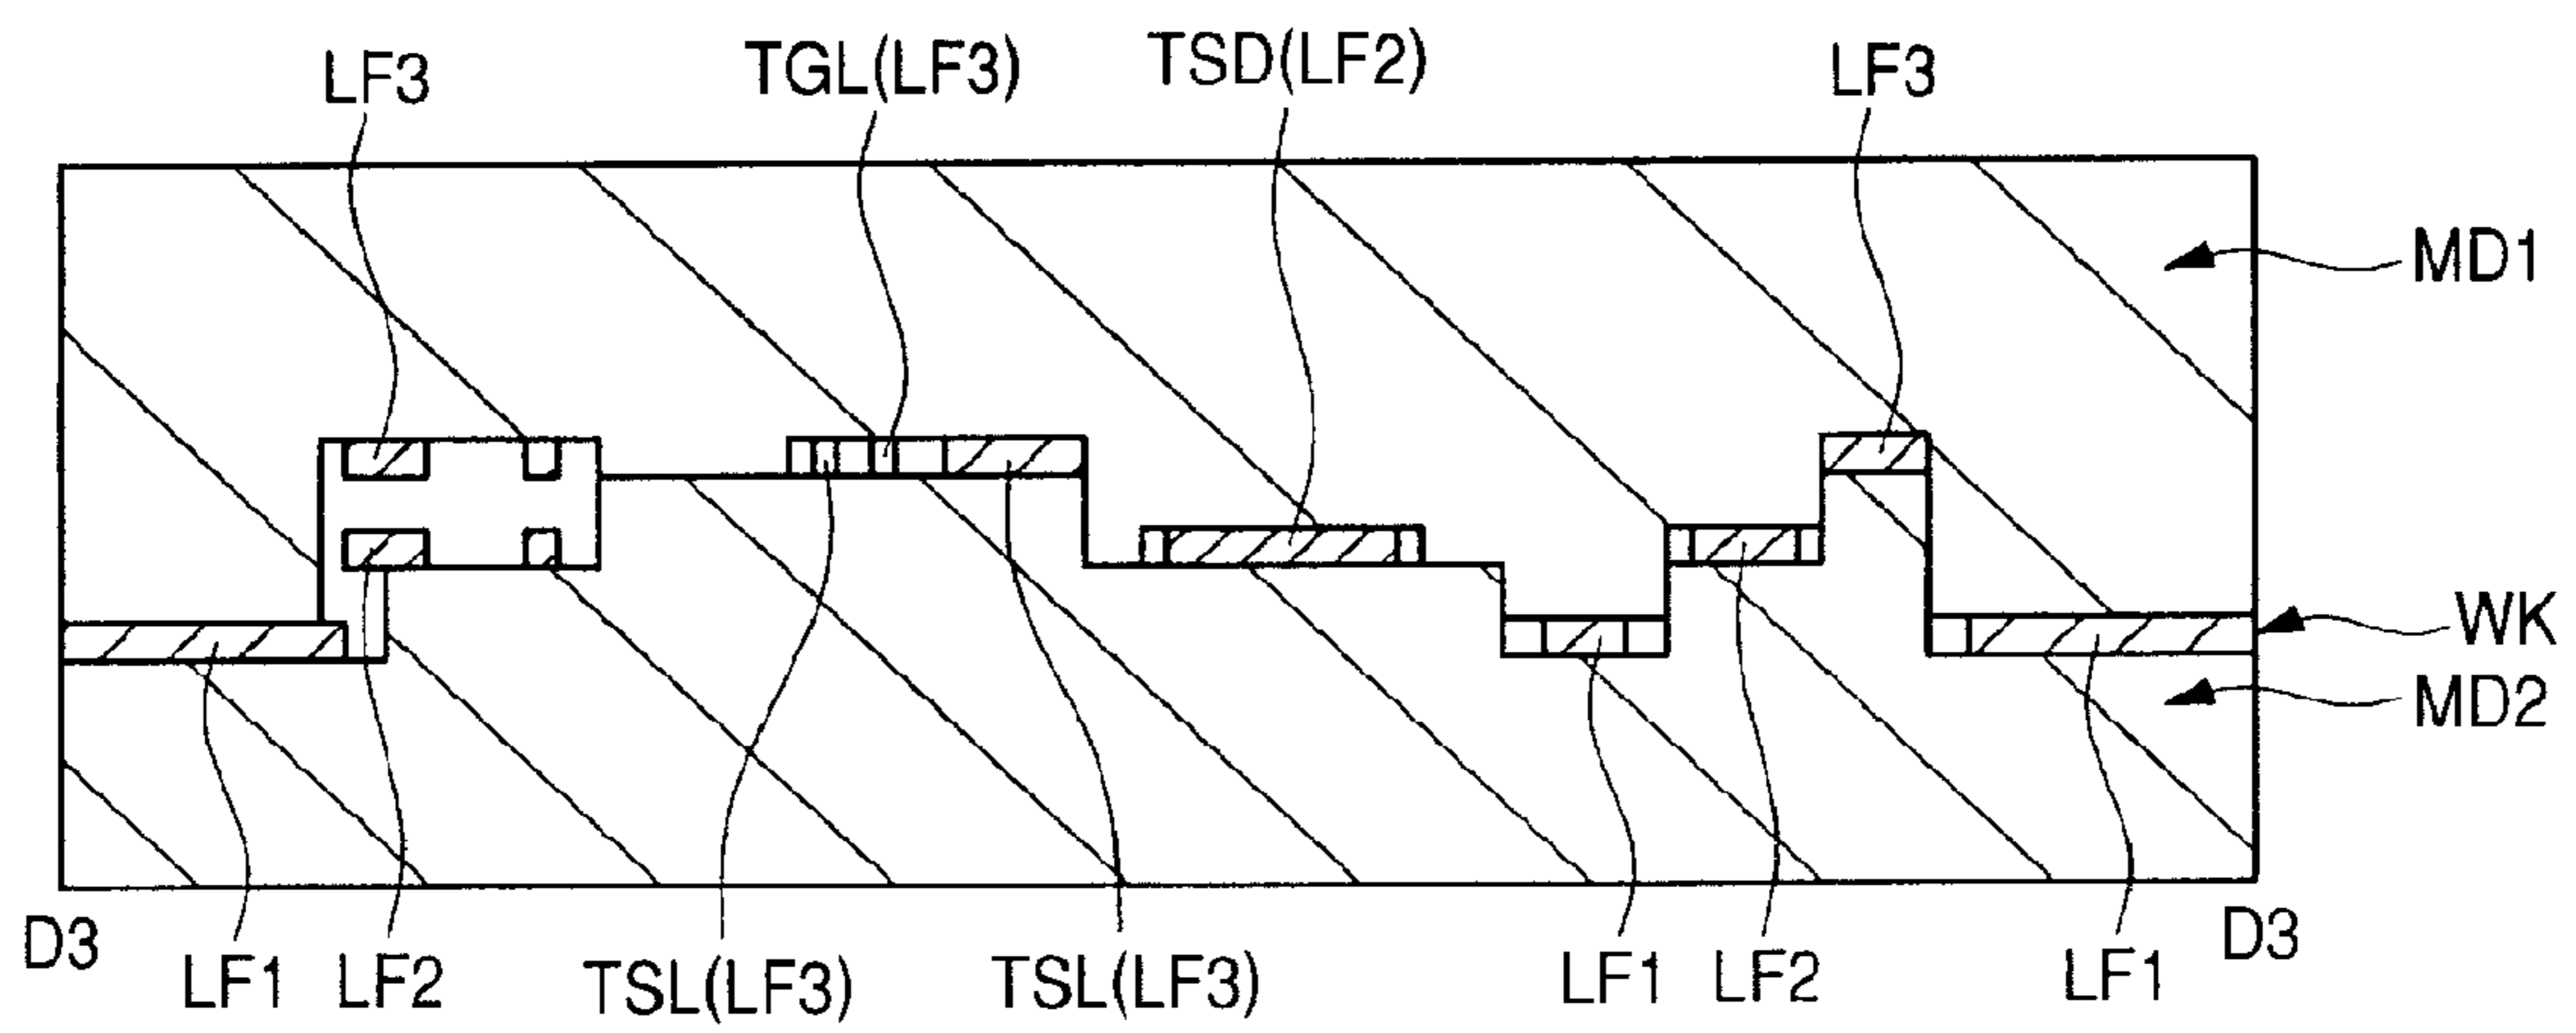 LF3 TGL(LF3) TSD(LF2) LF3
MD1
WK
MD2
D3 D3
LF1 LF2 TSL(LF3) TSL(LF3) LF1 LF2 LF1